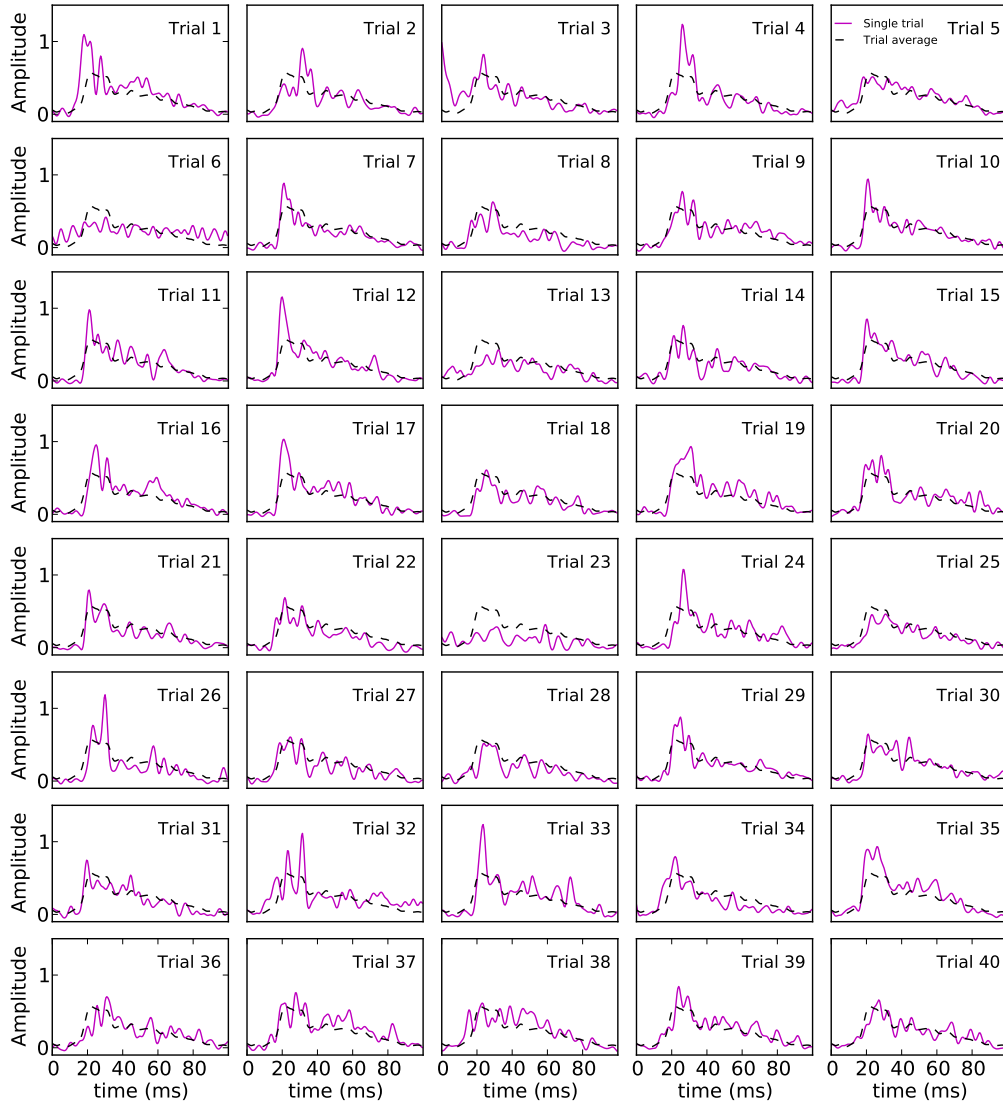 Amplitude
1
0
Trial 1
Trial 2
Trial 3
Trial 4
Single trial
Trial average
Trial 5
Amplitude
1
0
Trial 6
Trial 7
Trial 8
Trial 9
Trial 10
Amplitude
1
0
Trial 11
Trial 12
Trial 13
Trial 14
Trial 15
Amplitude
1
0
Trial 16
Trial 17
Trial 18
Trial 19
Trial 20
Amplitude
1
0
Trial 21
Trial 22
Trial 23
Trial 24
Trial 25
Amplitude
1
0
Trial 26
Trial 27
Trial 28
Trial 29
Trial 30
Amplitude
1
0
Trial 31
Trial 32
Trial 33
Trial 34
Trial 35
Amplitude
1
0
Trial 36
Trial 37
Trial 38
Trial 39
Trial 40
0 20 40 60 80
0 20 40 60 80
0 20 40 60 80
0 20 40 60 80
0 20 40 60 80
time (ms)
time (ms)
time (ms)
time (ms)
time (ms)